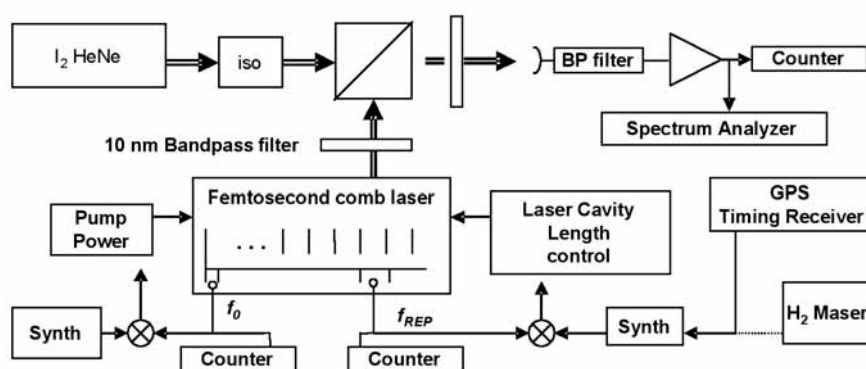 I₂ HeNe
iso
BP filter
Counter
Spectrum Analyzer
10 nm Bandpass filter
Femtosecond comb laser
...
Pump
Power
Laser Cavity
Length
control
GPS
Timing Receiver
f₀
f_REP
Synth
Counter
Counter
Synth
H₂ Maser